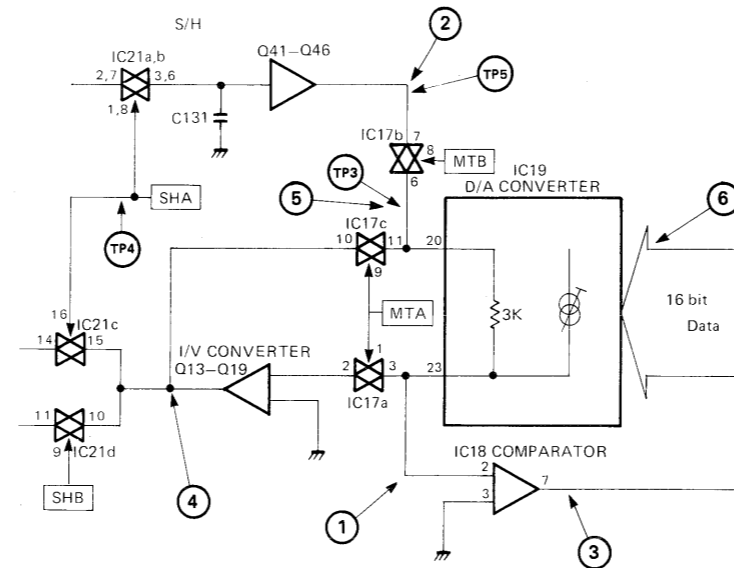 S/H
2
IC21a,b
Q41–Q46
2,7
3,6
TP5
1,8
C131
7
IC17b
8
MTB
6
IC19
D/A CONVERTER
TP3
5
6
SHA
IC17c
10
11
20
9
TP4
16 bit
Data
16
MTA
3K
IC21c
14
15
1
I/V CONVERTER
Q13–Q19
2
3
23
IC17a
11
10
9
IC21d
IC18 COMPARATOR
2
7
3
SHB
4
1
3